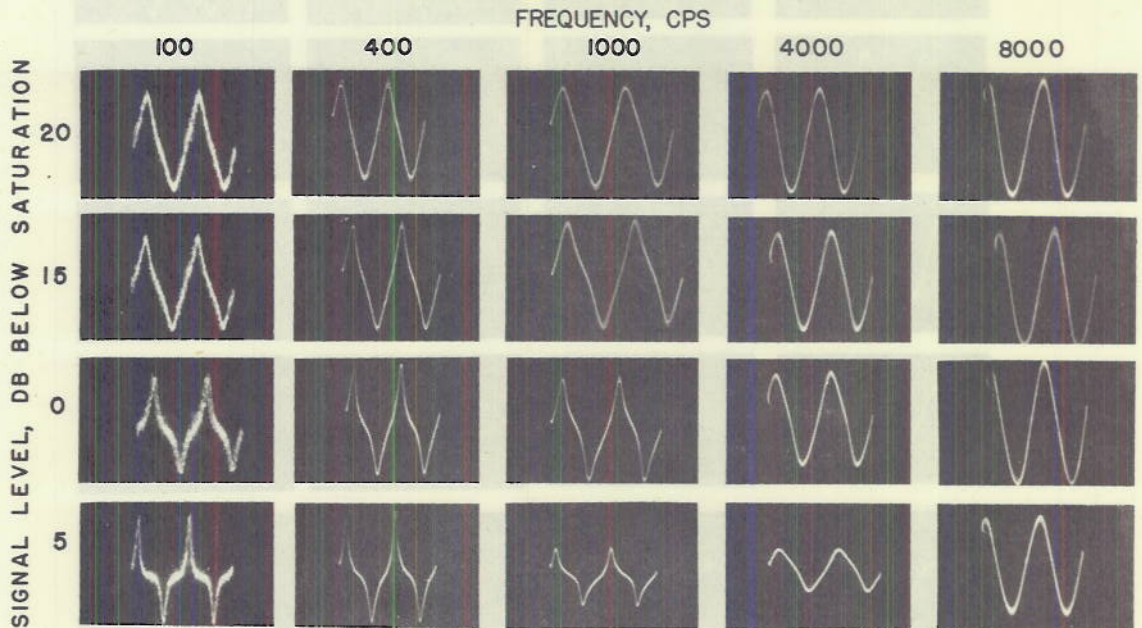 FREQUENCY, CPS
100 400 1000 4000 8000
SIGNAL LEVEL, DB BELOW SATURATION
20
15
0
5